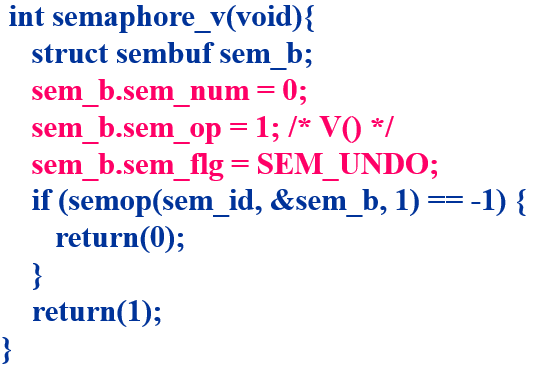 int semaphore_v(void){
struct sembuf sem_b;
sem_b.sem_num = 0;
sem_b.sem_op = 1; /* V() */
sem_b.sem_flg = SEM_UNDO;
if (semop(sem_id, &sem_b, 1) == -1) {
return(0);
}
return(1);
}